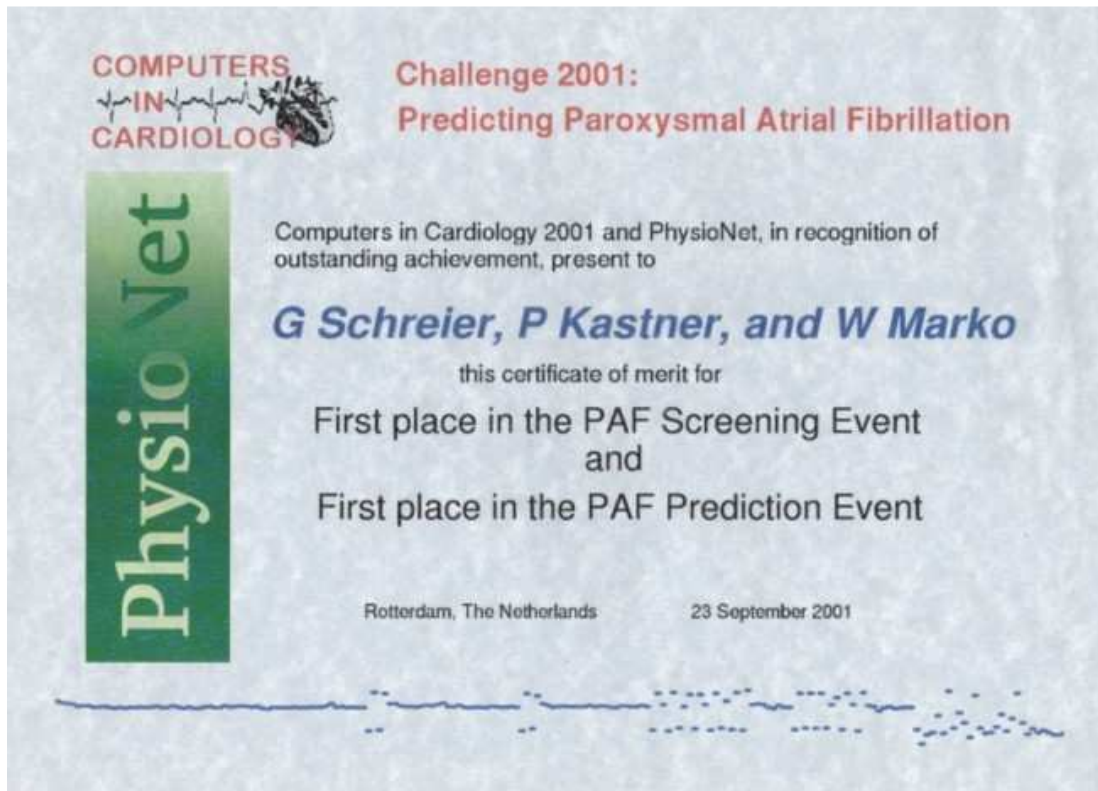 COMPUTERS
IN
CARDIOLOGY
Challenge 2001:
Predicting Paroxysmal Atrial Fibrillation
PhysioNet
Computers in Cardiology 2001 and PhysioNet, in recognition of
outstanding achievement, present to
G Schreier, P Kastner, and W Marko
this certificate of merit for
First place in the PAF Screening Event
and
First place in the PAF Prediction Event
Rotterdam, The Netherlands 23 September 2001